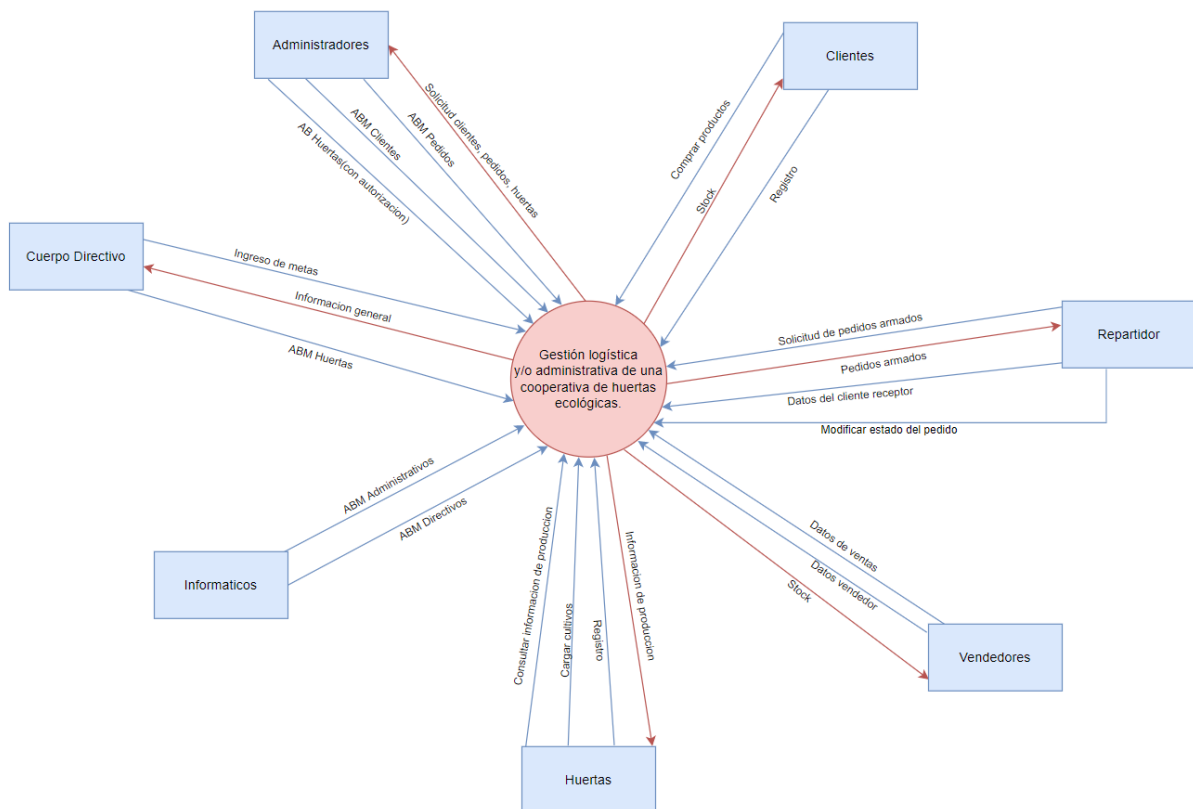 Administradores
Clientes
Solicitud clientes, pedidos, huertas
ABM Pedidos
ABM Clientes
AB Huertas(con autorizacion)
Comprar productos
Stock
Registro
Cuerpo Directivo
Ingreso de metas
Informacion general
ABM Huertas
Gestión logística
y/o administrativa de una
cooperativa de huertas
ecológicas.
Solicitud de pedidos armados
Repartidor
Pedidos armados
Datos del cliente receptor
Modificar estado del pedido
ABM Administrativos
ABM Directivos
Informaticos
Consultar informacion de produccion
Cargar cultivos
Registro
Informacion de produccion
Datos de ventas
Datos vendedor
Stock
Vendedores
Huertas